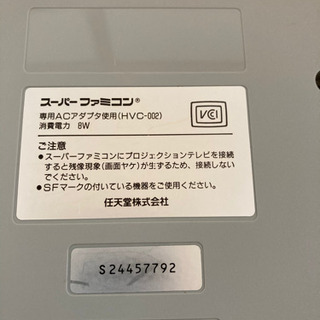 スーパーファミコン®
専用ACアダプタ使用(HVC-002)
消費電力 8W
VCI
ご注意
●スーパーファミコンにプロジェクションテレビを接続
すると残像現象(画面ヤケ)が生ずるため、接続しない
でください。
●SFマークの付いている機器をご使用ください。
任天堂株式会社
S24457792